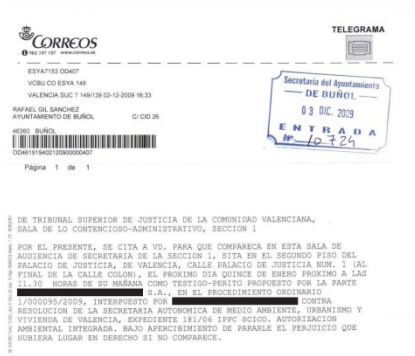 TELEGRAMA
CORREOS
902 197 197 www.correos.es
ESYA7153 OD407
VCBU CO ESYA 149
VALENCIA SUC 7 149/139 02-12-2009 16:33
RAFAEL GIL SANCHEZ
AYUNTAMIENTO DE BUÑOL C/ CID 26
46360 BUÑOL
OD4619194021209000000407
Página 1 de 1
Secretaría del Ayuntamiento
DE BUÑOL
03 DIC. 2009
ENTRADA
Nº 10724
DE TRIBUNAL SUPERIOR DE JUSTICIA DE LA COMUNIDAD VALENCIANA,
SALA DE LO CONTENCIOSO-ADMINISTRATIVO, SECCION 1
POR EL PRESENTE, SE CITA A VD. PARA QUE COMPAREZCA EN ESTA SALA DE
AUDIENCIA DE SECRETARIA DE LA SECCION 1, SITA EN EL SEGUNDO PISO DEL
PALACIO DE JUSTICIA, DE VALENCIA, CALLE PALACIO DE JUSTICIA NUM. 1 (AL
FINAL DE LA CALLE COLON), EL PROXIMO DIA QUINCE DE ENERO PROXIMO A LAS
11.30 HORAS DE SU MAÑANA COMO TESTIGO-PERITO PROPUESTO POR LA PARTE
S.A., EN EL PROCEDIMIENTO ORDINARIO
1/000095/2009, INTERPUESTO POR CONTRA
RESOLUCION DE LA SECRETARIA AUTONOMICA DE MEDIO AMBIENTE, URBANISMO Y
VIVIENDA DE VALENCIA, EXPEDIENTE 181/06 IPPC SCICO, AUTORIZACION
AMBIENTAL INTEGRADA. BAJO APERCIBIMIENTO DE PARARLE EL PERJUICIO QUE
HUBIERA LUGAR EN DERECHO SI NO COMPARECE.